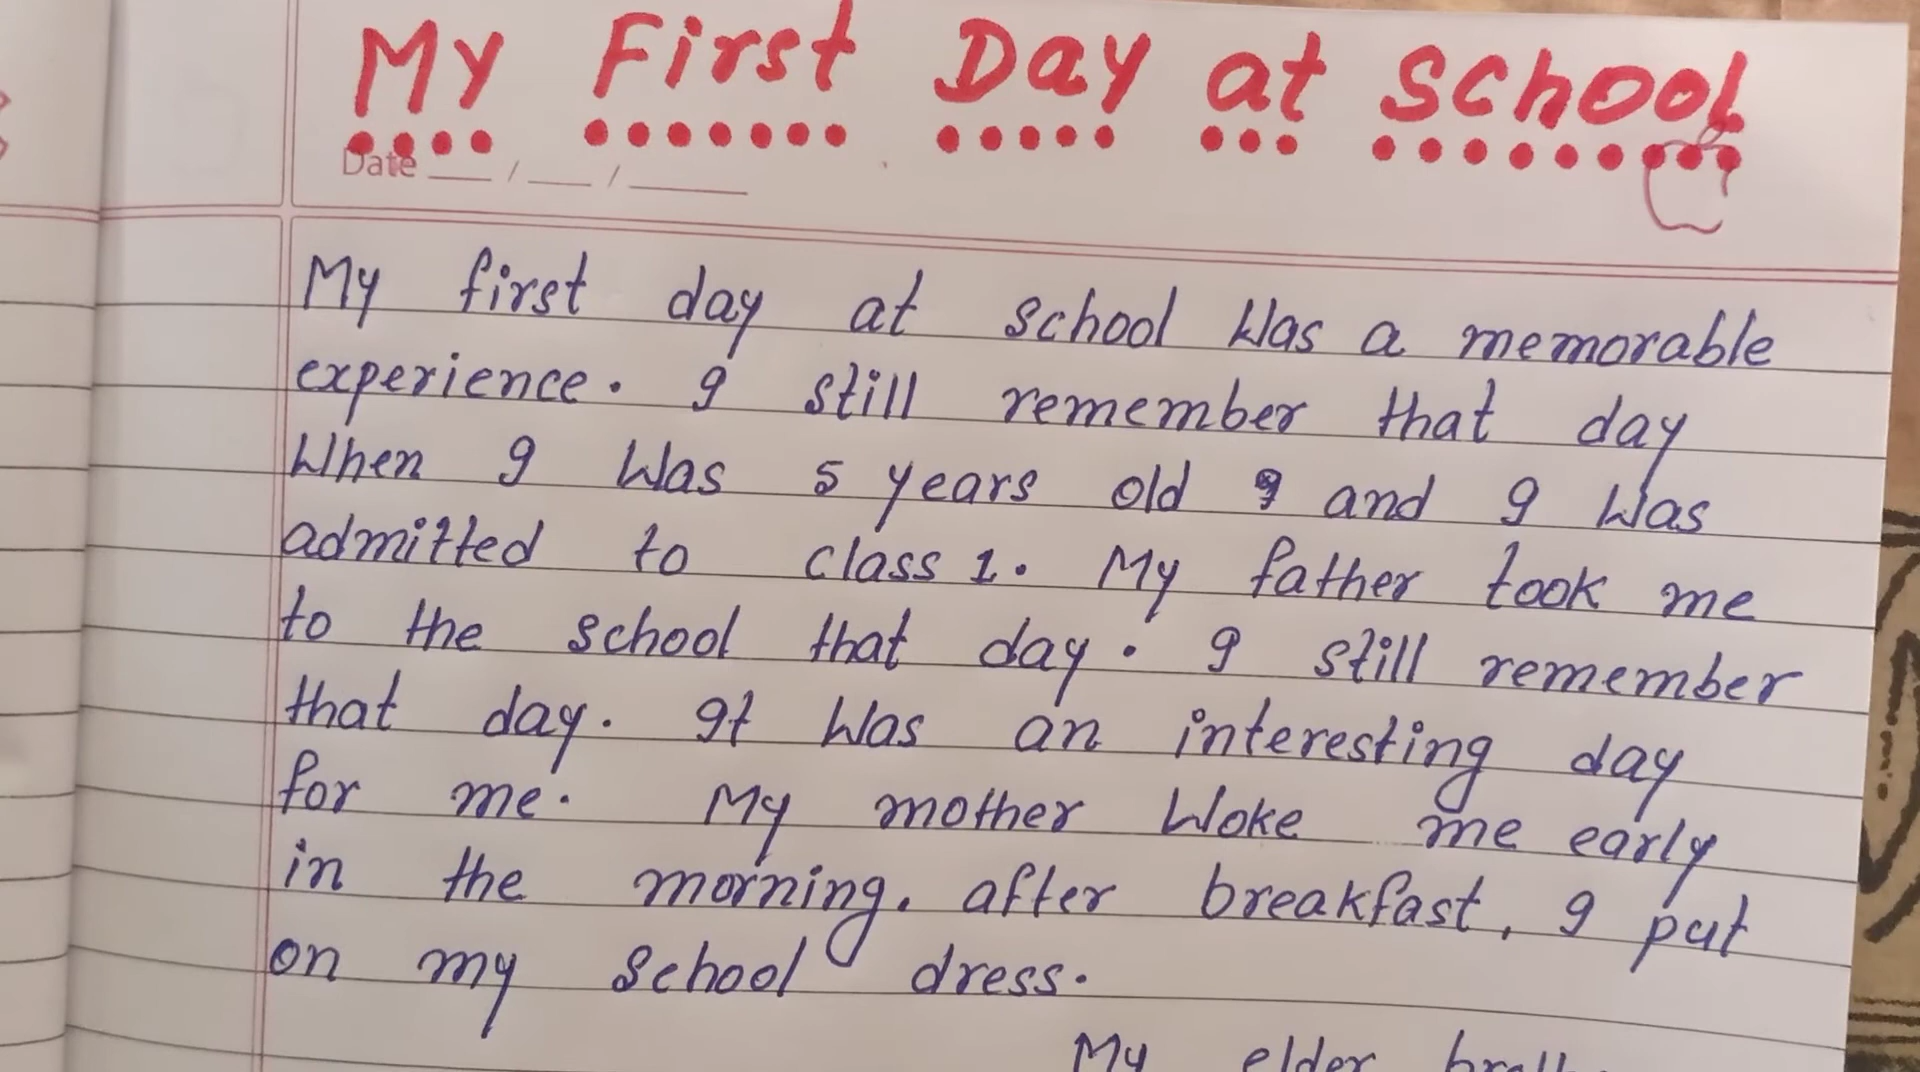 My First Day at School
Date __ / __ / ____
My first day at school was a memorable
experience. I still remember that day
When I was 5 years old and I was
admitted to class 1. My father took me
to the school that day. I still remember
that day. It was an interesting day
for me. My mother woke me early
in the morning. after breakfast, I put
on my school dress.
My elder